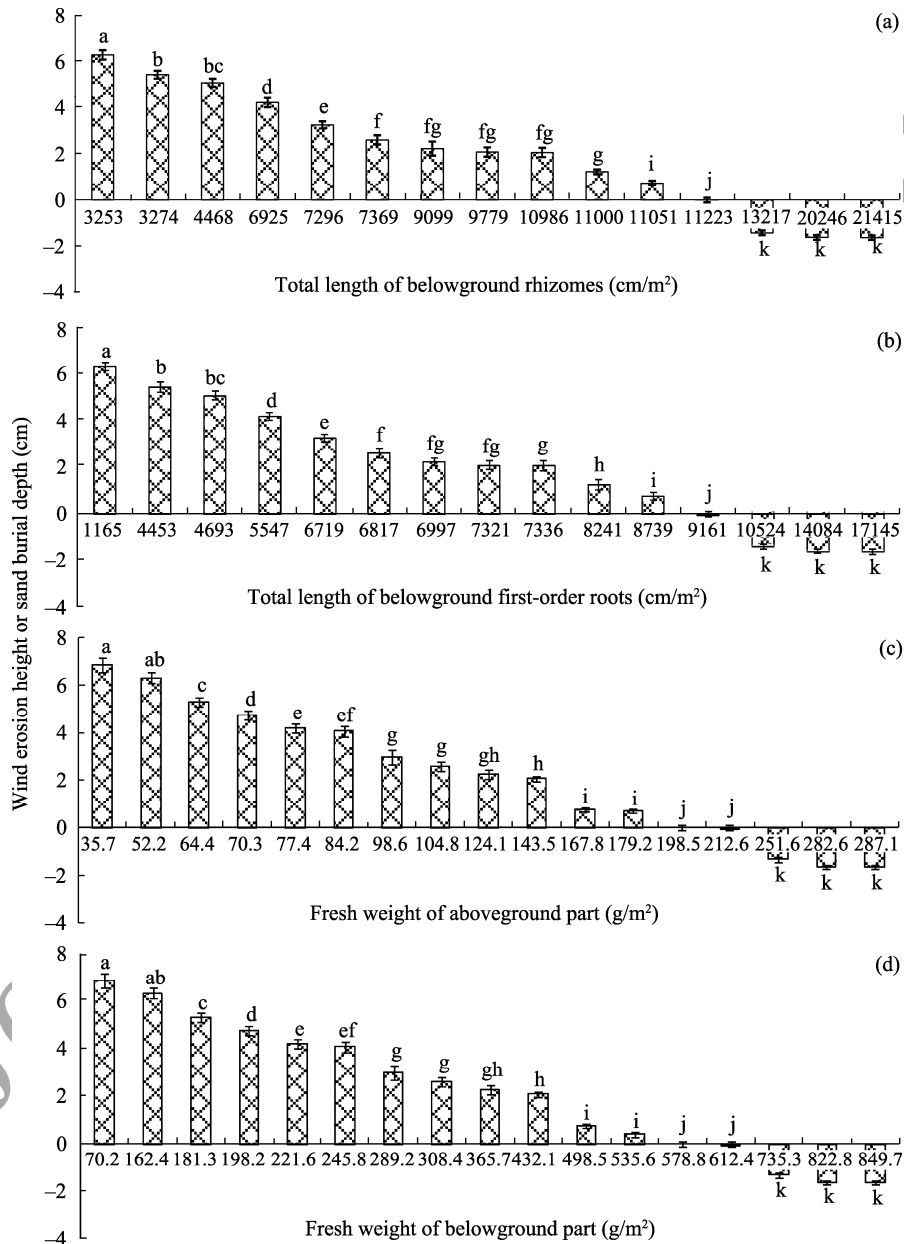 8
(a)
a
6
b
bc
d
4
e
f
fg
fg
fg
2
g
i
j
0
3253 3274 4468 6925 7296 7369 9099 9779 10986 11000 11051 11223 13217 20246 21415
–2
k
k
k
–4
Total length of belowground rhizomes (cm/m²)
8
(b)
a
6
b
bc
d
4
e
f
fg
fg
g
2
h
i
j
0
1165 4453 4693 5547 6719 6817 6997 7321 7336 8241 8739 9161 10524 14084 17145
–2
k
k
k
–4
Total length of belowground first-order roots (cm/m²)
Wind erosion height or sand burial depth (cm)
8
(c)
a
ab
6
c
d
e
ef
4
g
g
gh
h
2
i
i
j
j
0
35.7 52.2 64.4 70.3 77.4 84.2 98.6 104.8 124.1 143.5 167.8 179.2 198.5 212.6 251.6 282.6 287.1
–2
k
k
k
–4
Fresh weight of aboveground part (g/m²)
8
(d)
a
ab
6
c
d
e
ef
4
g
g
gh
h
2
i
i
j
j
0
70.2 162.4 181.3 198.2 221.6 245.8 289.2 308.4 365.7 432.1 498.5 535.6 578.8 612.4 735.3 822.8 849.7
–2
k
k
k
–4
Fresh weight of belowground part (g/m²)